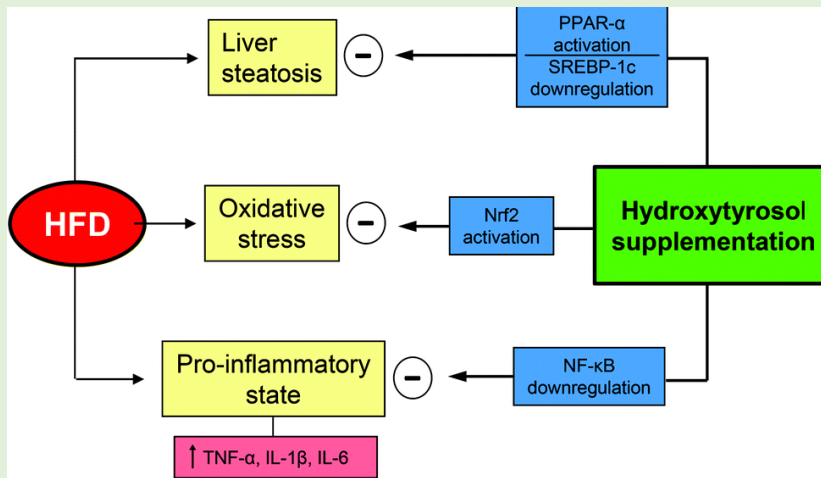 Liver
steatosis
−
PPAR-α
activation
SREBP-1c
downregulation
HFD
Oxidative
stress
−
Nrf2
activation
Hydroxytyrosol
supplementation
Pro-inflammatory
state
−
NF-κB
downregulation
↑ TNF-α, IL-1β, IL-6